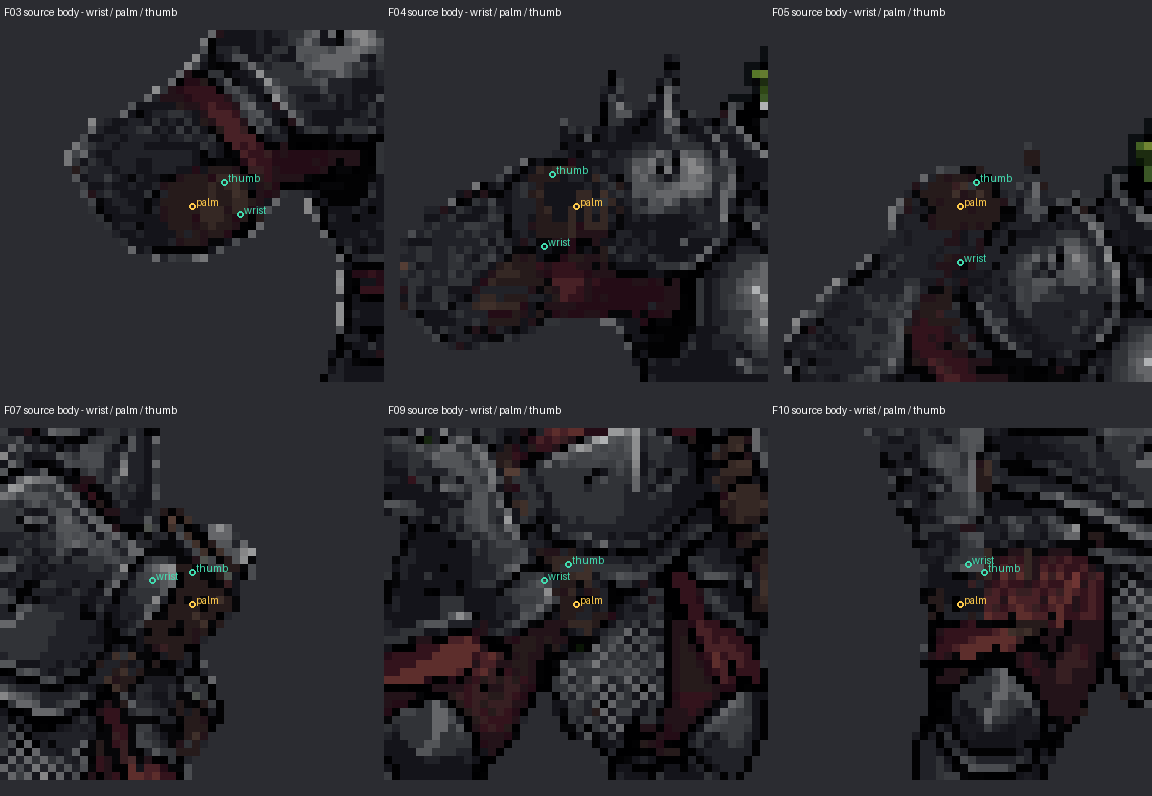 F03 source body - wrist / palm / thumb
F04 source body - wrist / palm / thumb
F05 source body - wrist / palm / thumb
thumb
palm
wrist
thumb
palm
wrist
thumb
palm
wrist
F07 source body - wrist / palm / thumb
F09 source body - wrist / palm / thumb
F10 source body - wrist / palm / thumb
wrist
thumb
palm
thumb
wrist
palm
wrist
thumb
palm